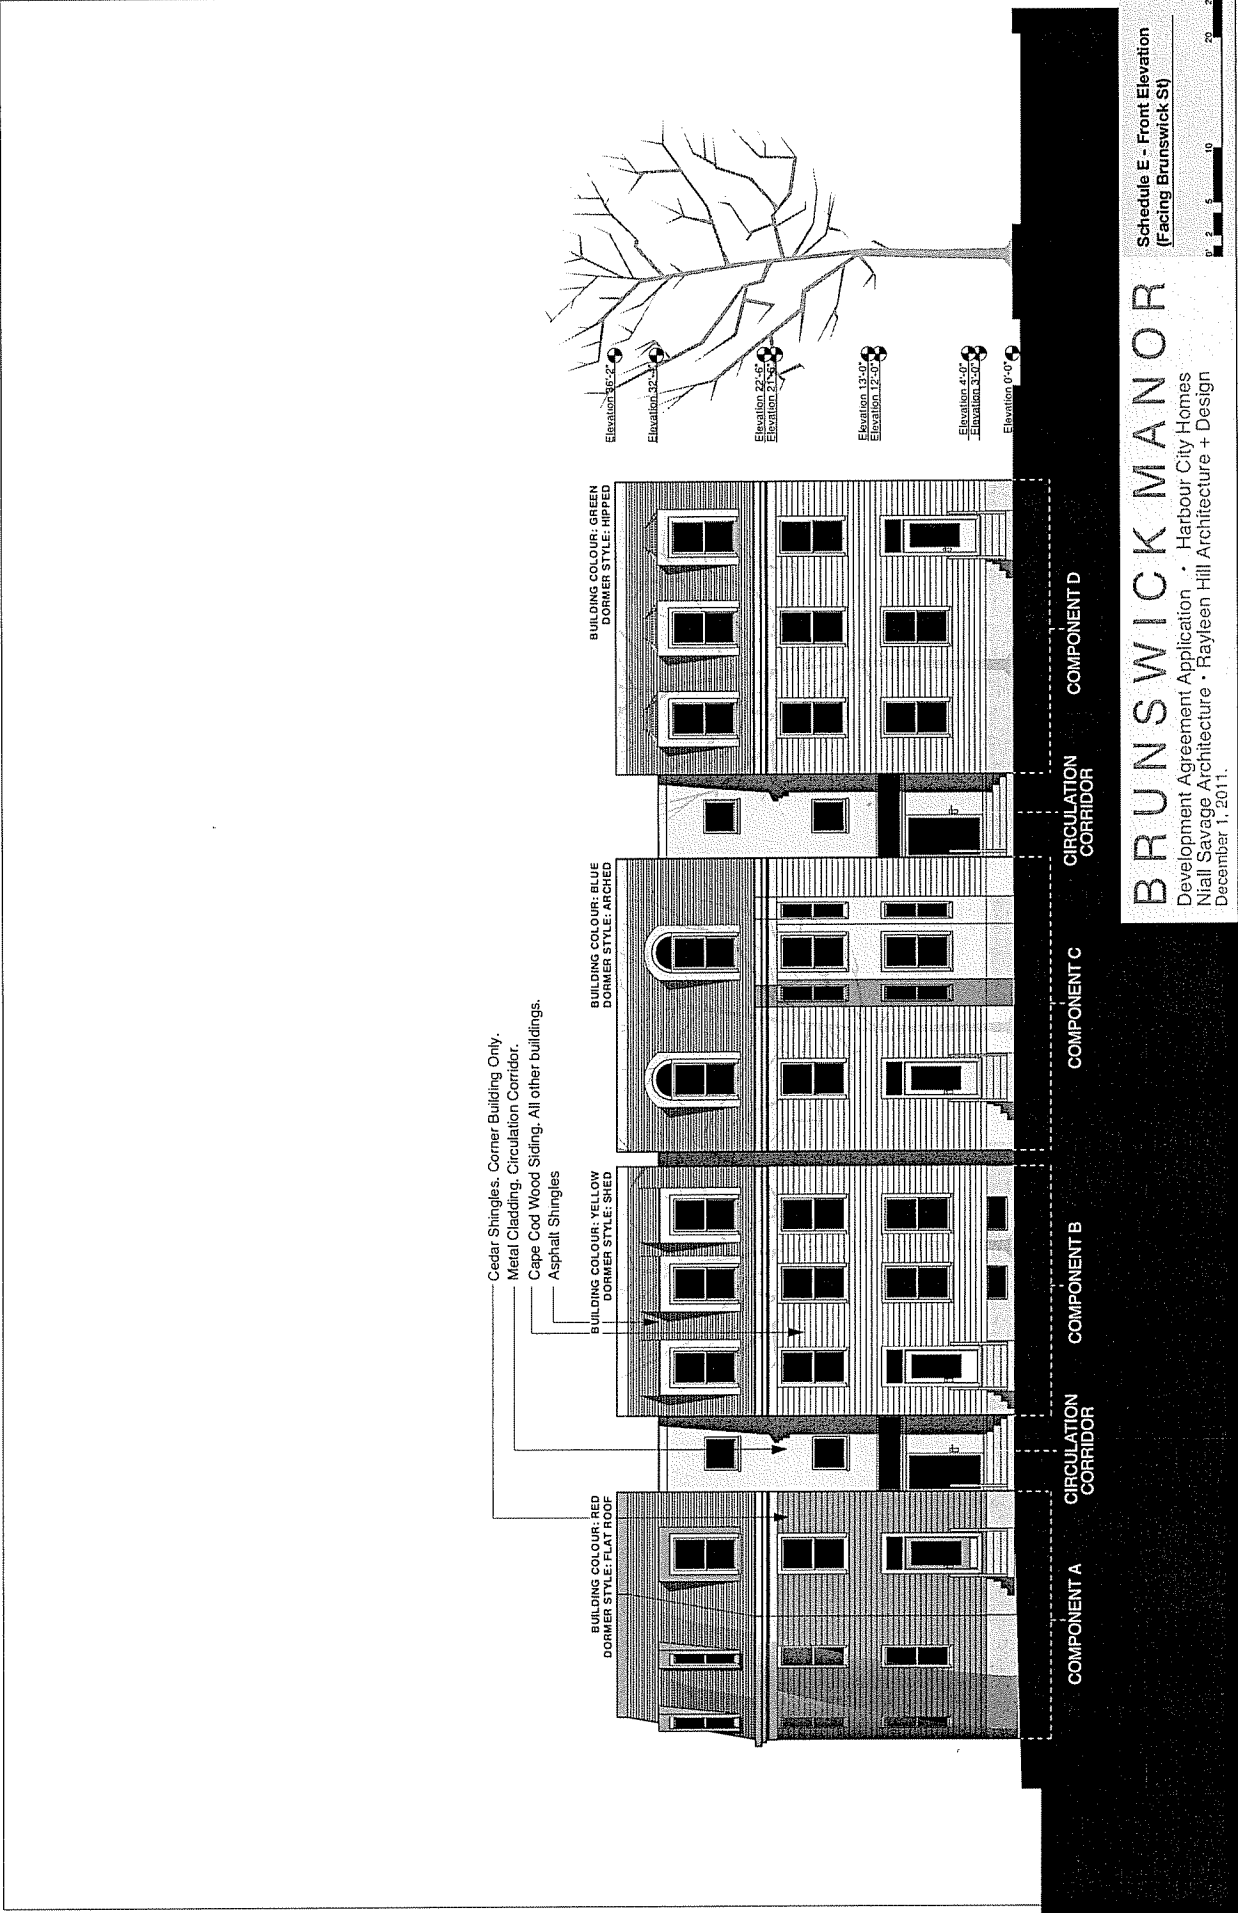 Cedar Shingles. Corner Building Only.
Metal Cladding. Circulation Corridor.
Cape Cod Wood Siding. All other buildings.
Asphalt Shingles
BUILDING COLOUR: RED
DORMER STYLE: FLAT ROOF
BUILDING COLOUR: YELLOW
DORMER STYLE: SHED
BUILDING COLOUR: BLUE
DORMER STYLE: ARCHED
BUILDING COLOUR: GREEN
DORMER STYLE: HIPPED
Elevation 36'-2"
Elevation 32'-4"
Elevation 22'-6"
Elevation 21'-6"
Elevation 13'-0"
Elevation 12'-0"
Elevation 4'-0"
Elevation 3'-0"
Elevation 0'-0"
COMPONENT A
CIRCULATION
CORRIDOR
COMPONENT B
COMPONENT C
CIRCULATION
CORRIDOR
COMPONENT D
BRUNSWICK MANOR
Development Agreement Application • Harbour City Homes
Niall Savage Architecture • Rayleen Hill Architecture + Design
December 1, 2011.
Schedule E - Front Elevation
(Facing Brunswick St)
0' 2 5 10 20